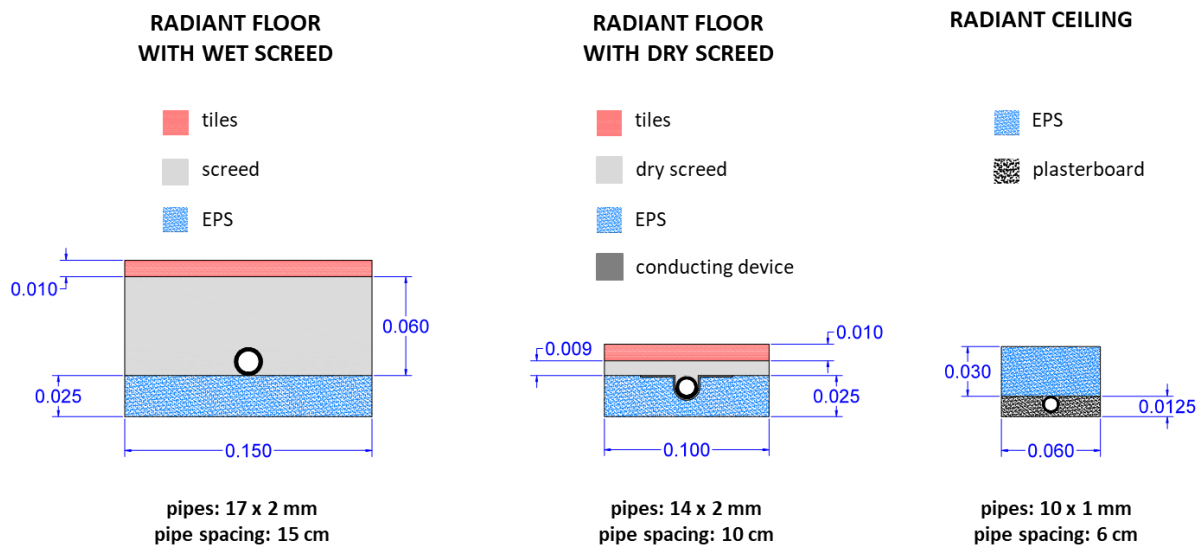 RADIANT FLOOR
WITH WET SCREED
tiles
screed
EPS
0.010
0.060
0.025
0.150
pipes: 17 x 2 mm
pipe spacing: 15 cm
RADIANT FLOOR
WITH DRY SCREED
tiles
dry screed
EPS
conducting device
0.009
0.010
0.025
0.100
pipes: 14 x 2 mm
pipe spacing: 10 cm
RADIANT CEILING
EPS
plasterboard
0.030
0.0125
0.060
pipes: 10 x 1 mm
pipe spacing: 6 cm